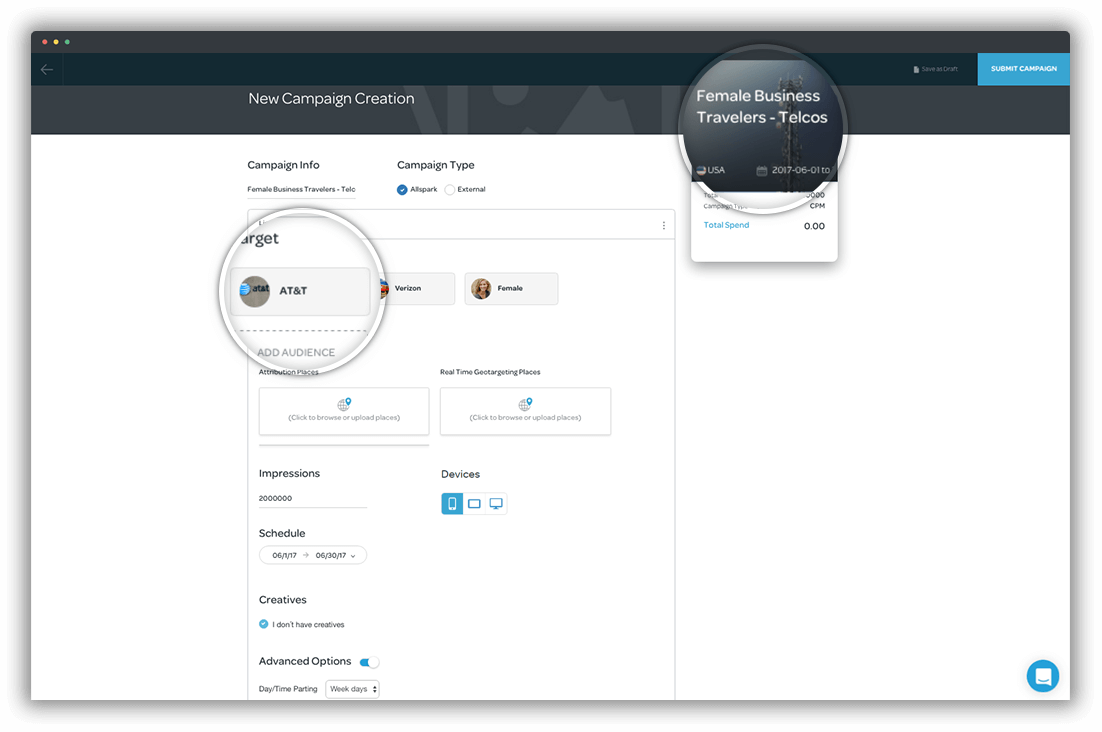 Save as Draft
SUBMIT CAMPAIGN
New Campaign Creation
Female Business
Travelers - Telcos
USA
2017-06-01 to
Campaign Info
Campaign Type
Female Business Travelers - Telc
Allspark
External
Total
0000
Campaign Type
CPM
Total Spend
0.00
arget
at&t
AT&T
Verizon
Female
ADD AUDIENCE
Attribution Places
Real Time Geotargeting Places
(Click to browse or upload places)
(Click to browse or upload places)
Impressions
Devices
2000000
Schedule
06/1/17
06/30/17
Creatives
I don't have creatives
Advanced Options
Day/Time Parting
Week days